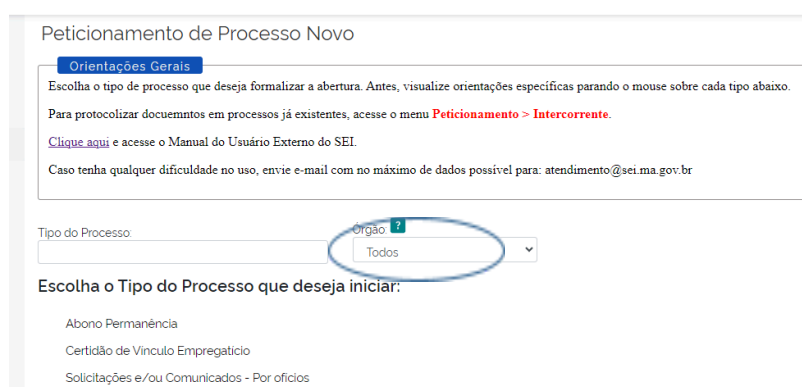 Peticionamento de Processo Novo
Orientações Gerais
Escolha o tipo de processo que deseja formalizar a abertura. Antes, visualize orientações específicas parando o mouse sobre cada tipo abaixo.
Para protocolizar docuemntos em processos já existentes, acesse o menu Peticionamento > Intercorrente.
Clique aqui e acesse o Manual do Usuário Externo do SEI.
Caso tenha qualquer dificuldade no uso, envie e-mail com no máximo de dados possível para: atendimento@sei.ma.gov.br
Tipo do Processo: Órgão: ?
Todos
Escolha o Tipo do Processo que deseja iniciar:
Abono Permanência
Certidão de Vínculo Empregatício
Solicitações e/ou Comunicados - Por ofícios